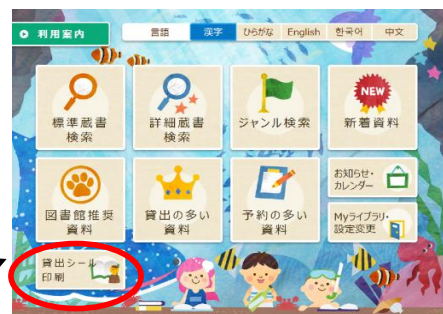 利用案内
言語 漢字 ひらがな English 한국어 中文
標準蔵書
検索
詳細蔵書
検索
ジャンル検索
NEW
新着資料
図書館推奨
資料
貸出の多い
資料
予約の多い
資料
お知らせ・
カレンダー
Myライブラリ・
設定変更
貸出シール
印刷